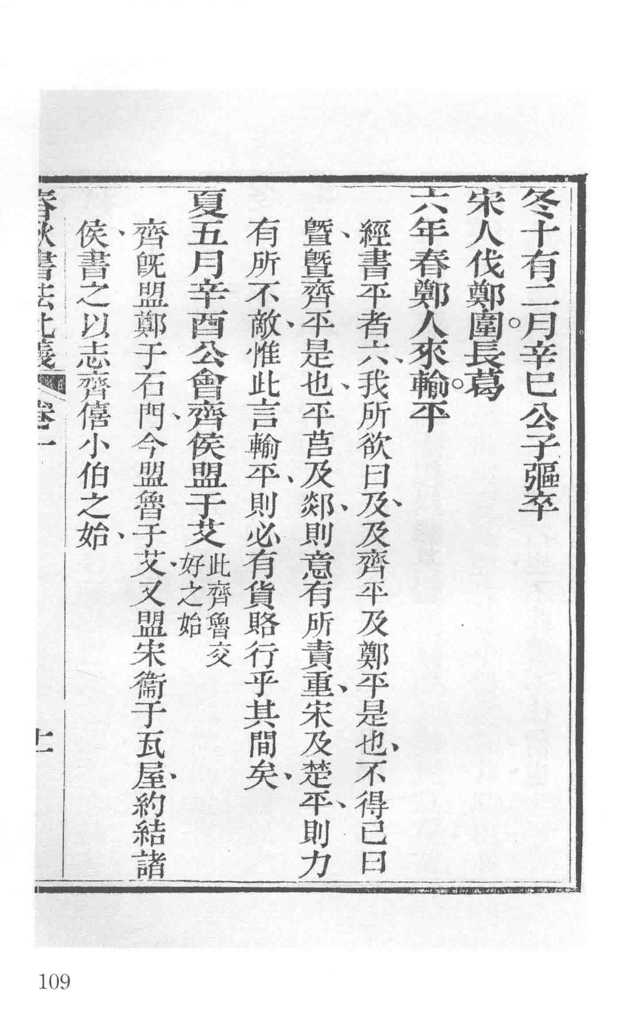 冬十有二月辛巳公子彄卒
宋人伐鄭圍長葛
六年春鄭人來輸平
經書平者六我所欲曰及及齊平及鄭平是也不得已曰
曁曁齊平是也平莒及郯則意有所責重宋及楚平則力
有所不敵惟此言輸平則必有貨賂行乎其間矣
夏五月辛酉公會齊侯盟于艾
此齊魯交
好之始
齊旣盟鄭于石門今盟魯于艾又盟宋衞于瓦屋約結諸
侯書之以志齊僖小伯之始
春秋書法比義
卷一
十一
109